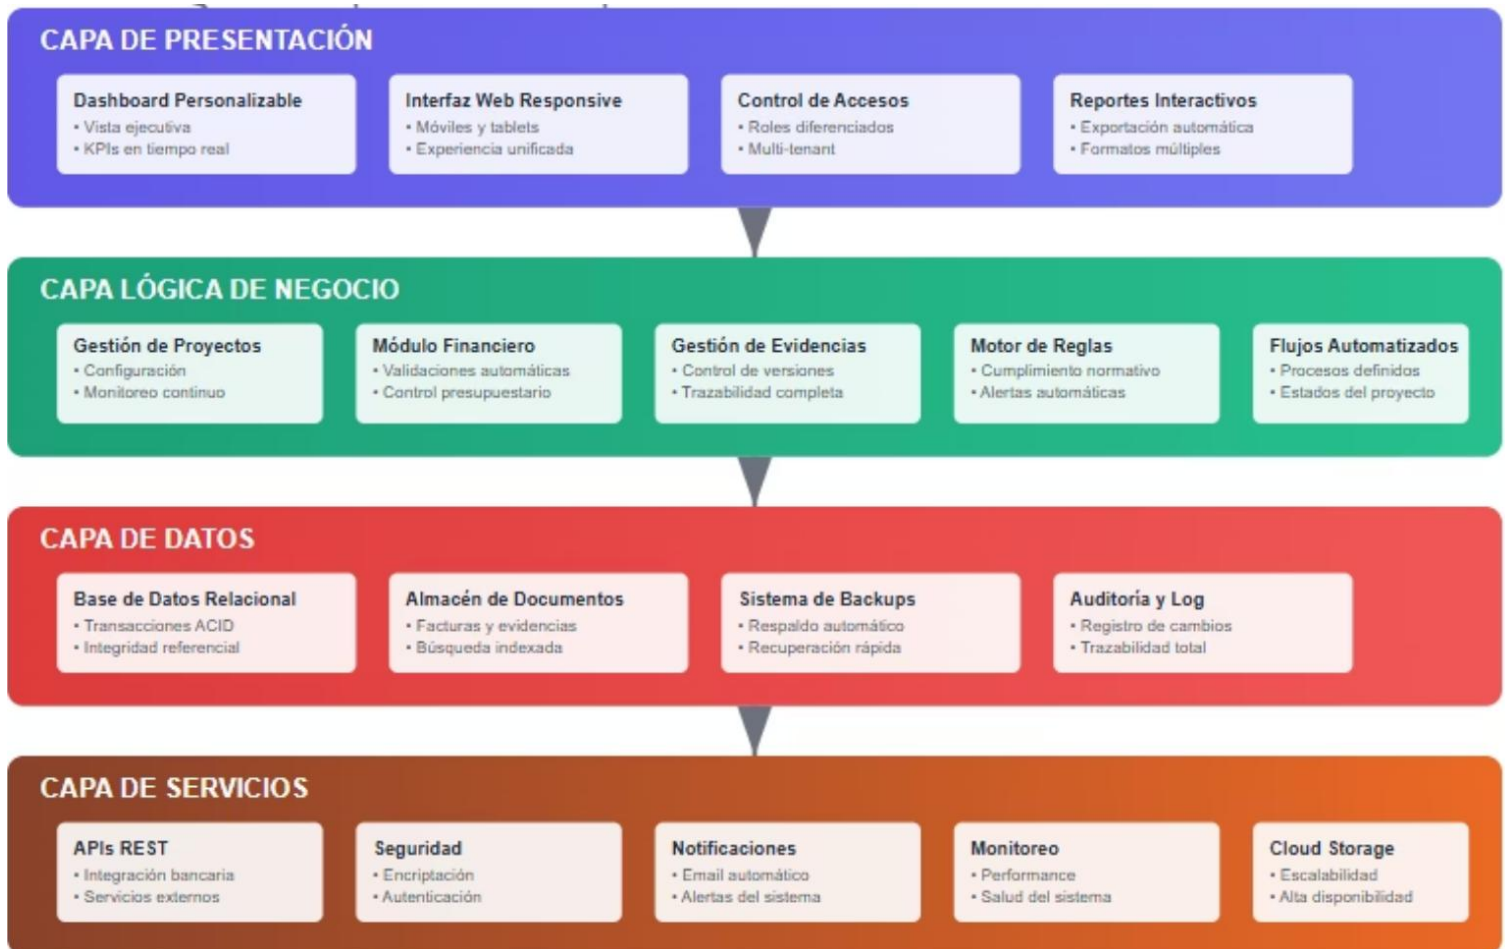 CAPA DE PRESENTACIÓN
Dashboard Personalizable
• Vista ejecutiva
• KPIs en tiempo real
Interfaz Web Responsive
• Móviles y tablets
• Experiencia unificada
Control de Accesos
• Roles diferenciados
• Multi-tenant
Reportes Interactivos
• Exportación automática
• Formatos múltiples
CAPA LÓGICA DE NEGOCIO
Gestión de Proyectos
• Configuración
• Monitoreo continuo
Módulo Financiero
• Validaciones automáticas
• Control presupuestario
Gestión de Evidencias
• Control de versiones
• Trazabilidad completa
Motor de Reglas
• Cumplimiento normativo
• Alertas automáticas
Flujos Automatizados
• Procesos definidos
• Estados del proyecto
CAPA DE DATOS
Base de Datos Relacional
• Transacciones ACID
• Integridad referencial
Almacén de Documentos
• Facturas y evidencias
• Búsqueda indexada
Sistema de Backups
• Respaldo automático
• Recuperación rápida
Auditoría y Log
• Registro de cambios
• Trazabilidad total
CAPA DE SERVICIOS
APIs REST
• Integración bancaria
• Servicios externos
Seguridad
• Encriptación
• Autenticación
Notificaciones
• Email automático
• Alertas del sistema
Monitoreo
• Performance
• Salud del sistema
Cloud Storage
• Escalabilidad
• Alta disponibilidad